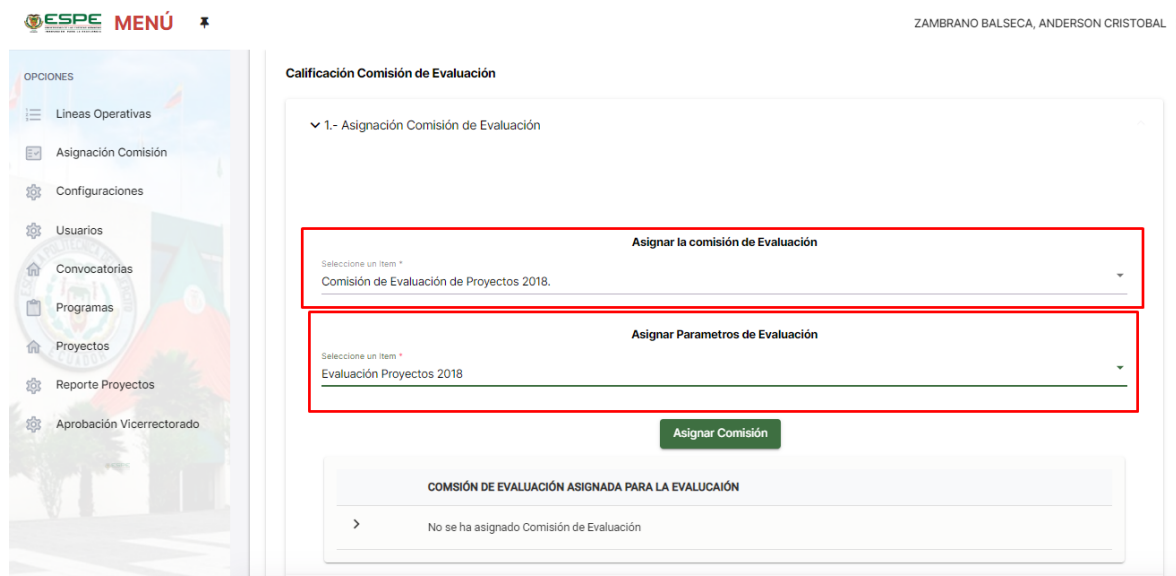 ESPE MENÚ
ZAMBRANO BALSECA, ANDERSON CRISTOBAL
OPCIONES
Lineas Operativas
Asignación Comisión
Configuraciones
Usuarios
Convocatorias
Programas
Proyectos
Reporte Proyectos
Aprobación Vicerrectorado
Calificación Comisión de Evaluación
1.- Asignación Comisión de Evaluación
Asignar la comisión de Evaluación
Seleccione un Item *
Comisión de Evaluación de Proyectos 2018.
Asignar Parametros de Evaluación
Seleccione un Item *
Evaluación Proyectos 2018
Asignar Comisión
COMSIÓN DE EVALUACIÓN ASIGNADA PARA LA EVALUCAIÓN
No se ha asignado Comisión de Evaluación